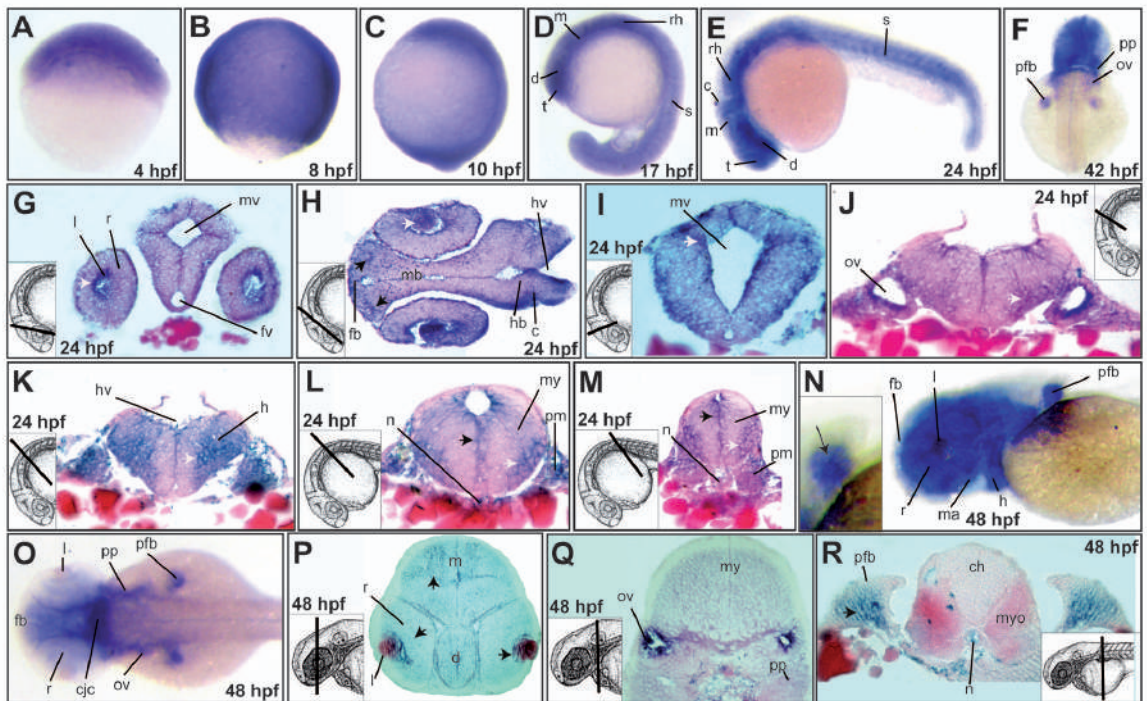 A
4 hpf
B
8 hpf
C
10 hpf
D
m
rh
d
t
s
17 hpf
E
s
rh
c
m
t
d
24 hpf
F
pp
pfb
ov
42 hpf
G
mv
l
r
fv
24 hpf
H
hv
mb
fb
hb
c
24 hpf
I
mv
24 hpf
J
24 hpf
ov
K
hv
h
24 hpf
L
my
n
pm
24 hpf
M
my
n
pm
24 hpf
N
fb
l
pfb
r
ma
h
48 hpf
O
l
pp
pfb
fb
r
cjc
ov
48 hpf
P
m
r
48 hpf
l
Q
my
ov
48 hpf
pp
R
48 hpf
pfb
ch
myo
n